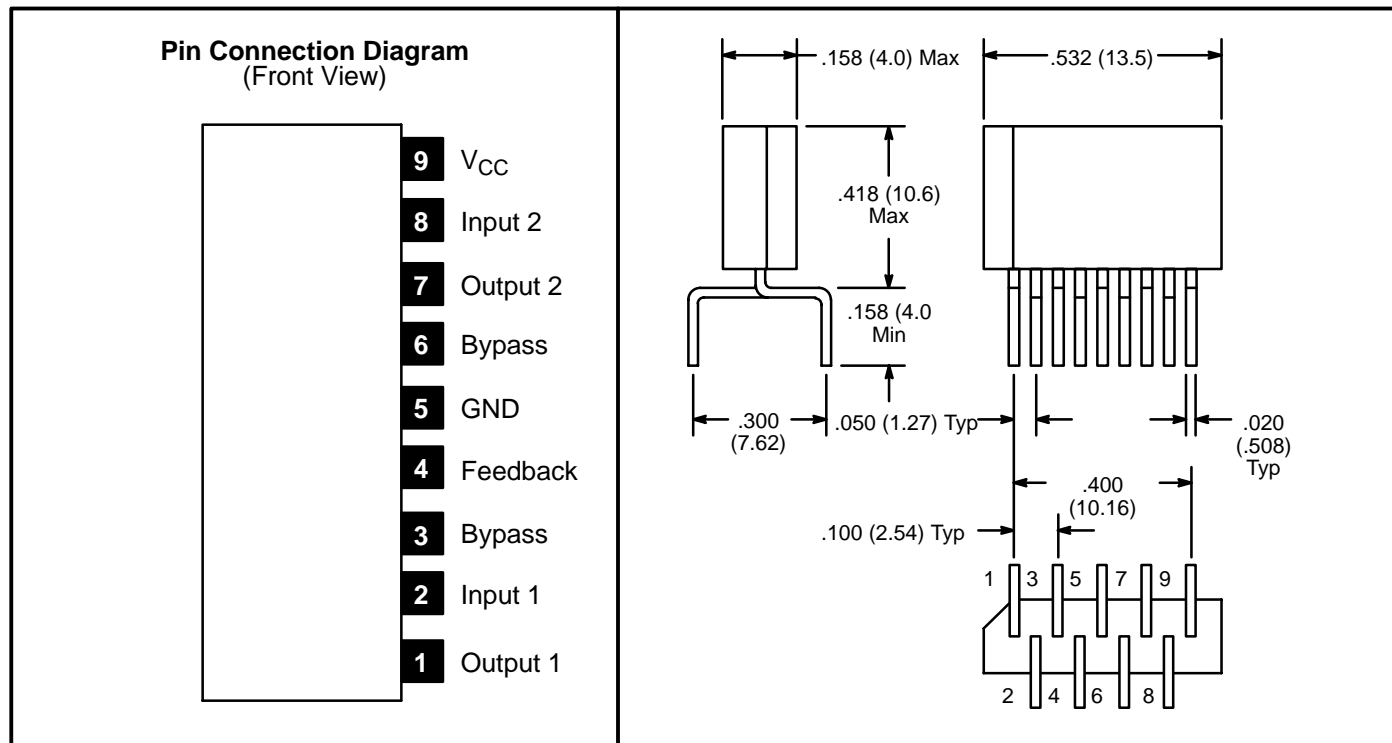 Pin Connection Diagram
(Front View)
9 VCC
8 Input 2
7 Output 2
6 Bypass
5 GND
4 Feedback
3 Bypass
2 Input 1
1 Output 1
.158 (4.0) Max
.532 (13.5)
.418 (10.6)
Max
.158 (4.0
Min
.300
(7.62)
.050 (1.27) Typ
.020
(.508)
Typ
.400
(10.16)
.100 (2.54) Typ
1 3 5 7 9
2 4 6 8